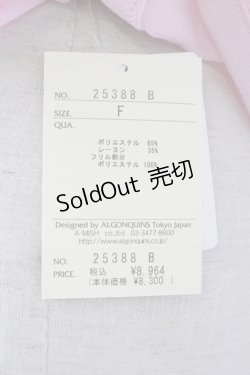 NO. 25388 B
SIZE. F
QUA.
ポリエステル 65%
レーヨン 35%
フリル部分
ポリエステル 100%
SoldOut 売切
Designed by ALGONQUINS Tokyo Japan
A-MISH co.,ltd. 03-3477-8600
http://www.algonquins.co.jp/
NO. 25388 B
PRICE. 税込 ¥8,964
(本体価格 ¥8,300)